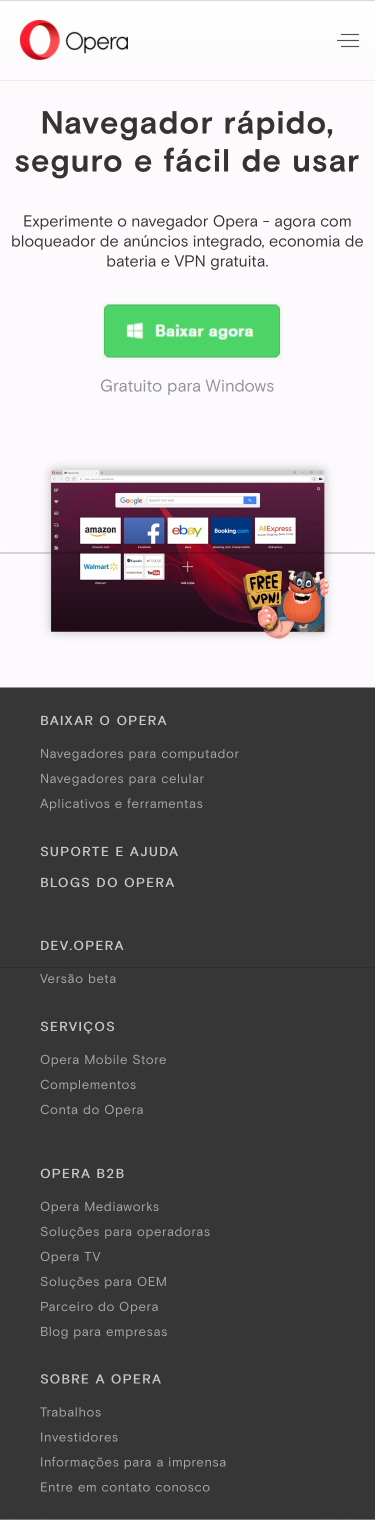 Opera
Navegador rápido,
seguro e fácil de usar
Experimente o navegador Opera – agora com
bloqueador de anúncios integrado, economia de
bateria e VPN gratuita.
Baixar agora
Gratuito para Windows
Google
amazon
f
ebay
Booking.com
AliExpress
Walmart
YouTube
FREE
VPN!
BAIXAR O OPERA
Navegadores para computador
Navegadores para celular
Aplicativos e ferramentas
SUPORTE E AJUDA
BLOGS DO OPERA
DEV.OPERA
Versão beta
SERVIÇOS
Opera Mobile Store
Complementos
Conta do Opera
OPERA B2B
Opera Mediaworks
Soluções para operadoras
Opera TV
Soluções para OEM
Parceiro do Opera
Blog para empresas
SOBRE A OPERA
Trabalhos
Investidores
Informações para a imprensa
Entre em contato conosco